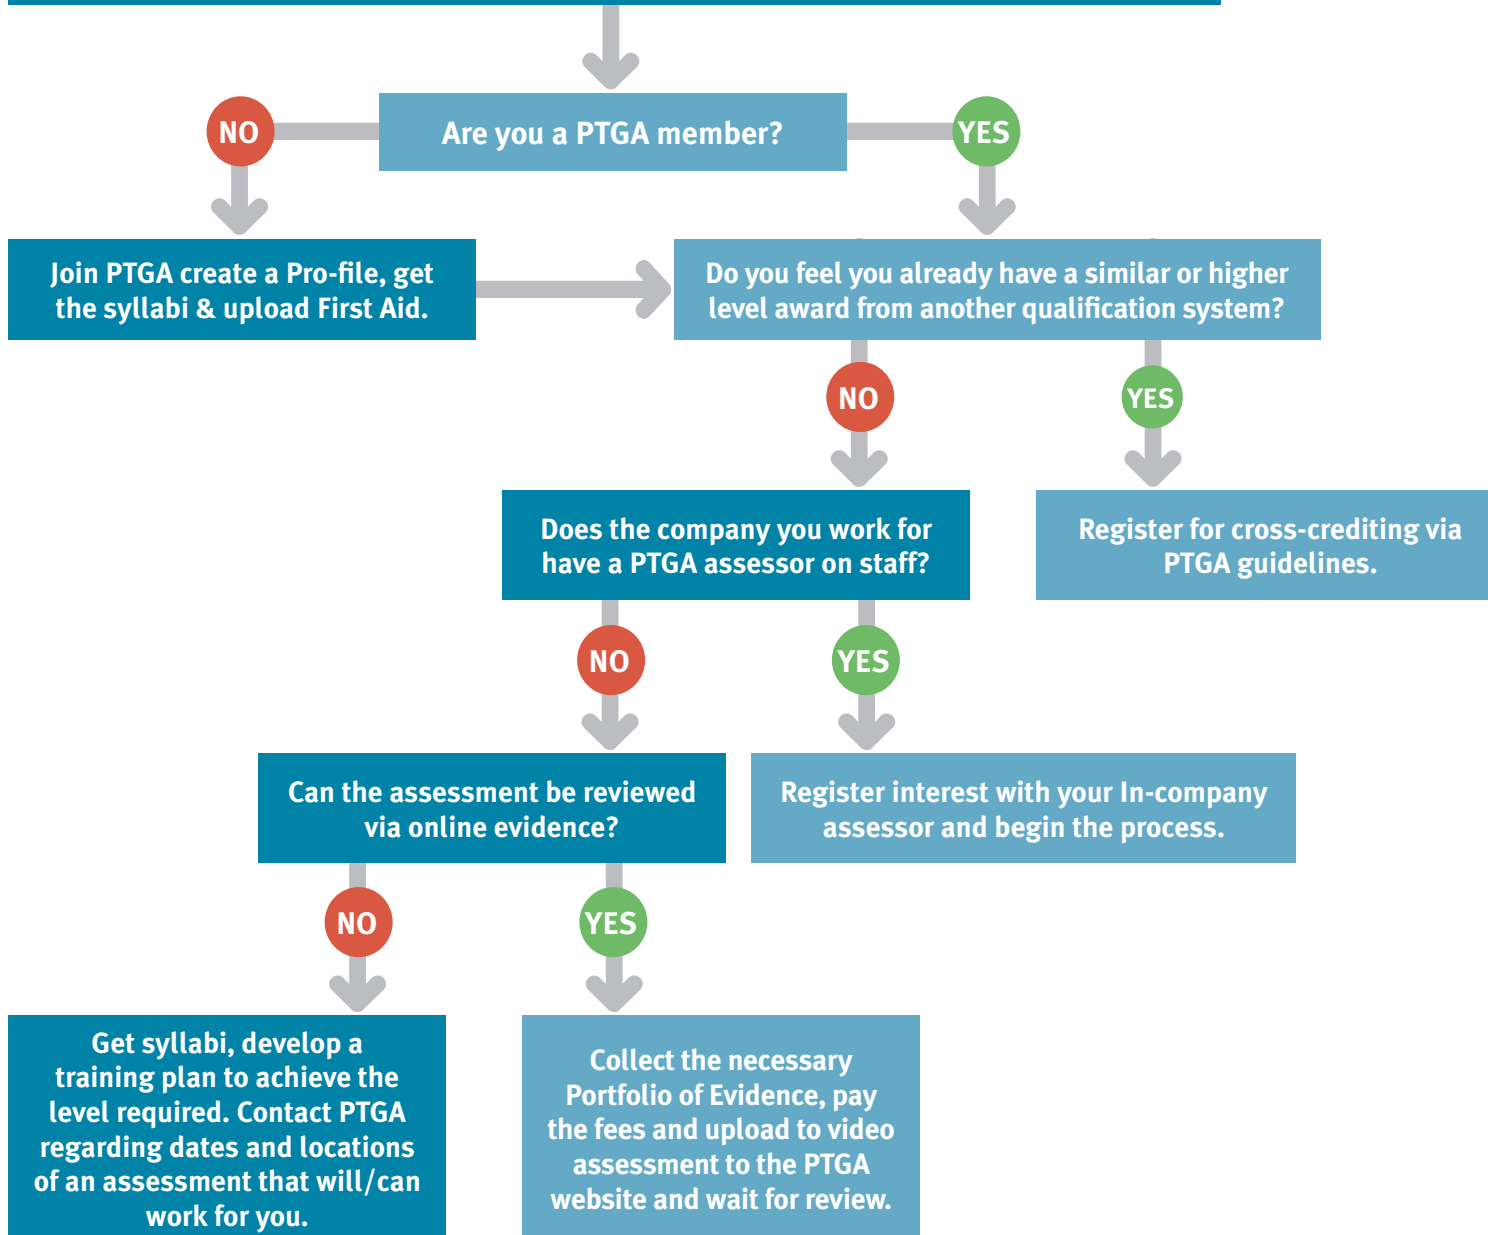 NO
Are you a PTGA member?
YES
Join PTGA create a Pro-file, get
the syllabi & upload First Aid.
Do you feel you already have a similar or higher
level award from another qualification system?
NO
YES
Does the company you work for
have a PTGA assessor on staff?
Register for cross-crediting via
PTGA guidelines.
NO
YES
Can the assessment be reviewed
via online evidence?
Register interest with your In-company
assessor and begin the process.
NO
YES
Get syllabi, develop a
training plan to achieve the
level required. Contact PTGA
regarding dates and locations
of an assessment that will/can
work for you.
Collect the necessary
Portfolio of Evidence, pay
the fees and upload to video
assessment to the PTGA
website and wait for review.